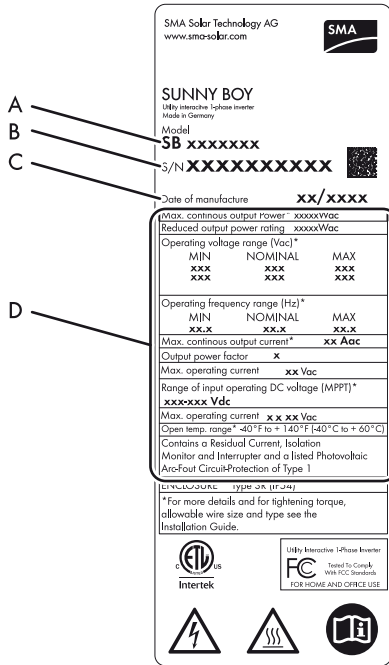 SMA Solar Technology AG
www.sma-solar.com
SMA
SUNNY BOY
Utility interacive 1-phase inverter
Made in Germany
Model
A
SB xxxxxxx
B
S/N xxxxxxxxxx
C
Date of manufacture xx/xxxx
Max. continous output Power* xxxxxWac
Reduced output power rating xxxxxWac
Operating voltage range (Vac)*
MIN NOMINAL MAX
xxx xxx xxx
xxx xxx xxx
D
Operating frequency range (Hz)*
MIN NOMINAL MAX
xx.x xx.x xx.x
Max. continous output current* xx Aac
Output power factor x
Max. operating current xx Vac
Range of input operating DC voltage (MPPT)*
xxx-xxx Vdc
Max. operating current xx xx Vac
Open temp. range* -40°F to + 140°F (-40°C to + 60°C)
Contains a Residual Current, Isolation
Monitor and Interrupter and a listed Photovoltaic
Arc-Fout Circuit-Protection of Type 1
ENCLOSURE Type 3R (IP54)
*For more details and for tightening torque,
allowable wire size and type see the
Installation Guide.
C ETL US
Intertek
Utility Interactive 1-Phase Inverter
FC Tested To Comply
With FCC Standards
FOR HOME AND OFFICE USE
i